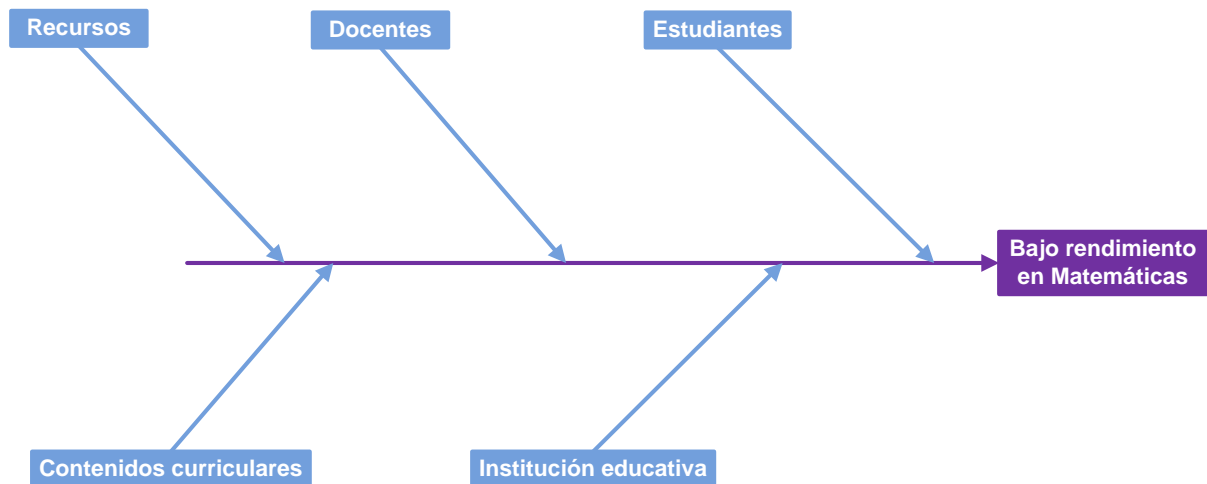 Recursos
Docentes
Estudiantes
Bajo rendimiento
en Matemáticas
Contenidos curriculares
Institución educativa